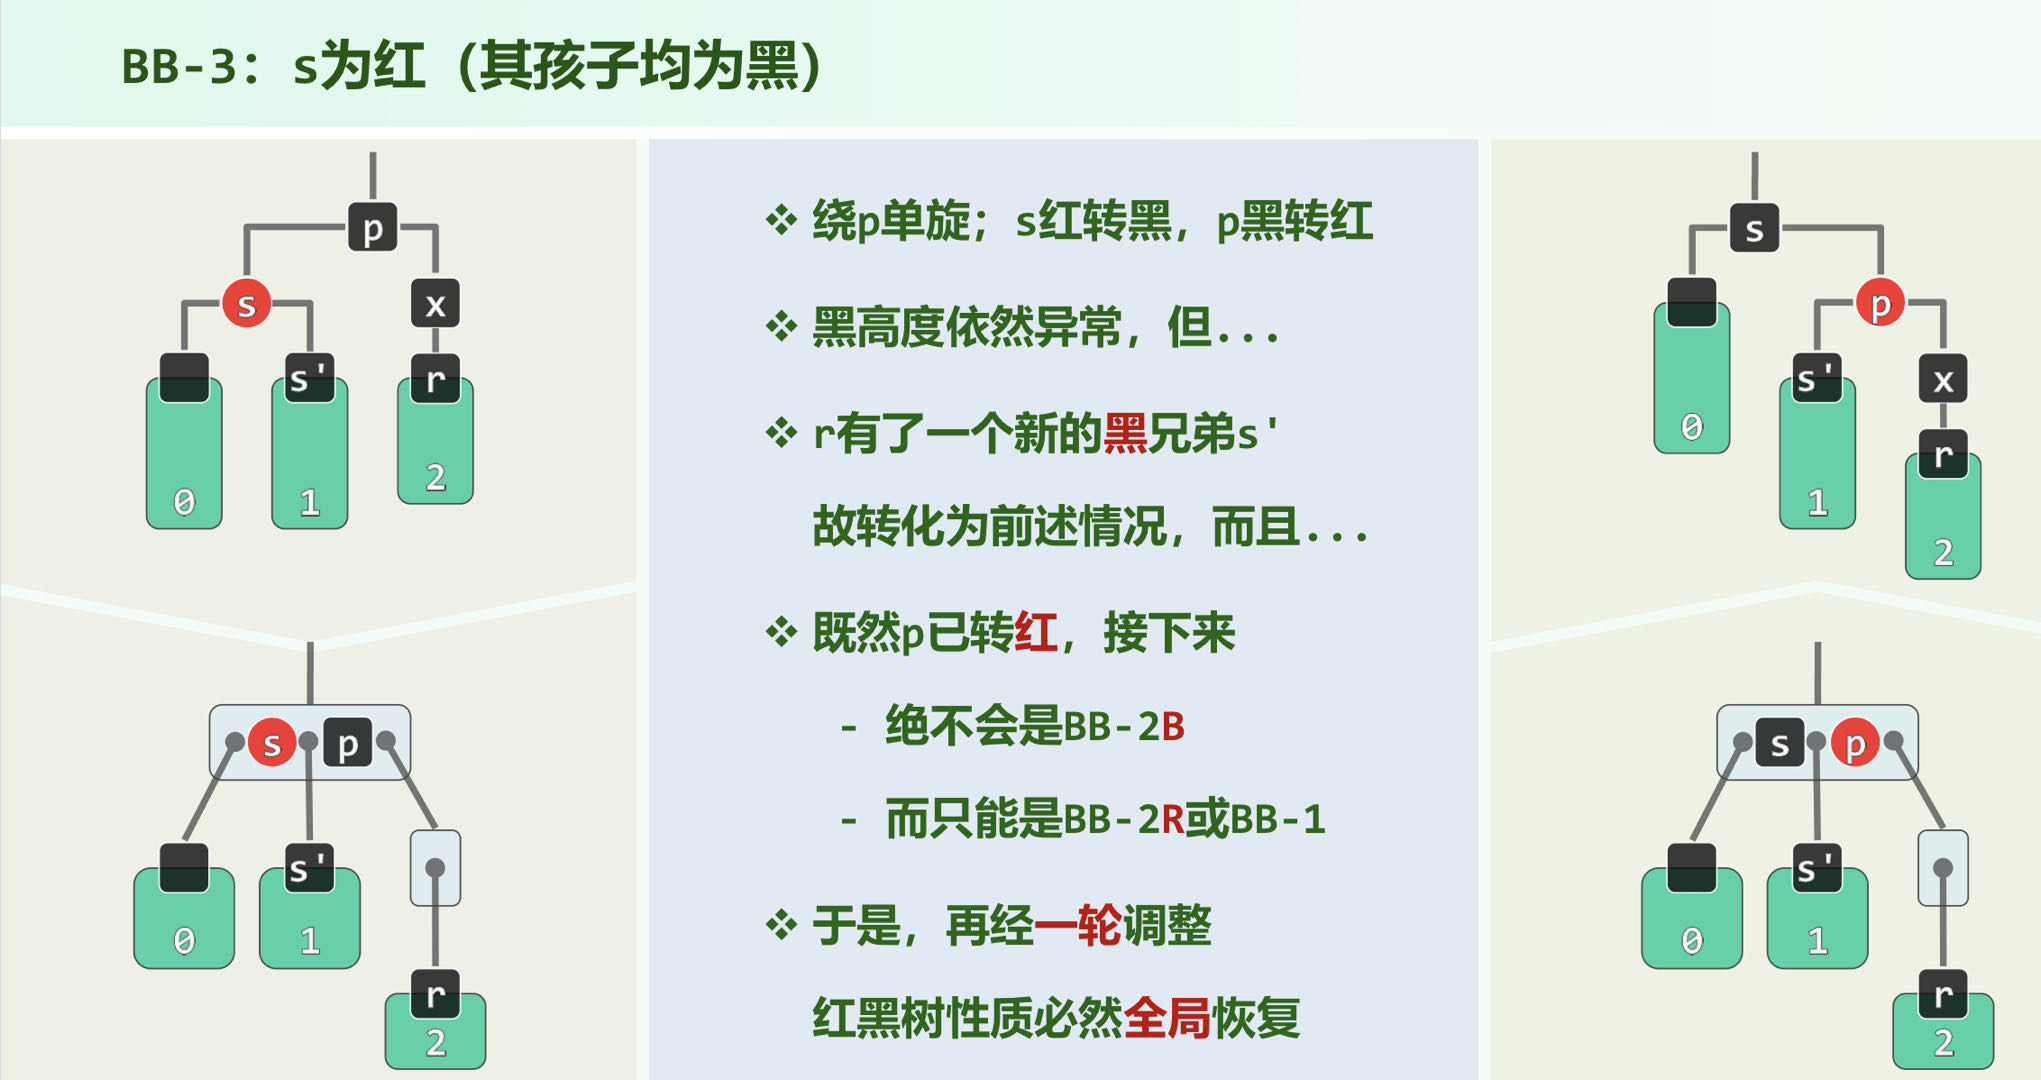 BB-3：s为红（其孩子均为黑）
p
s
x
s'
r
0
1
2
s
p
s'
r
0
1
2
❖ 绕p单旋；s红转黑，p黑转红
❖ 黑高度依然异常，但...
❖ r有了一个新的黑兄弟s'
故转化为前述情况，而且...
❖ 既然p已转红，接下来
- 绝不会是BB-2B
- 而只能是BB-2R或BB-1
❖ 于是，再经一轮调整
红黑树性质必然全局恢复
s
p
s'
x
0
r
1
2
s
p
s'
0
1
r
2